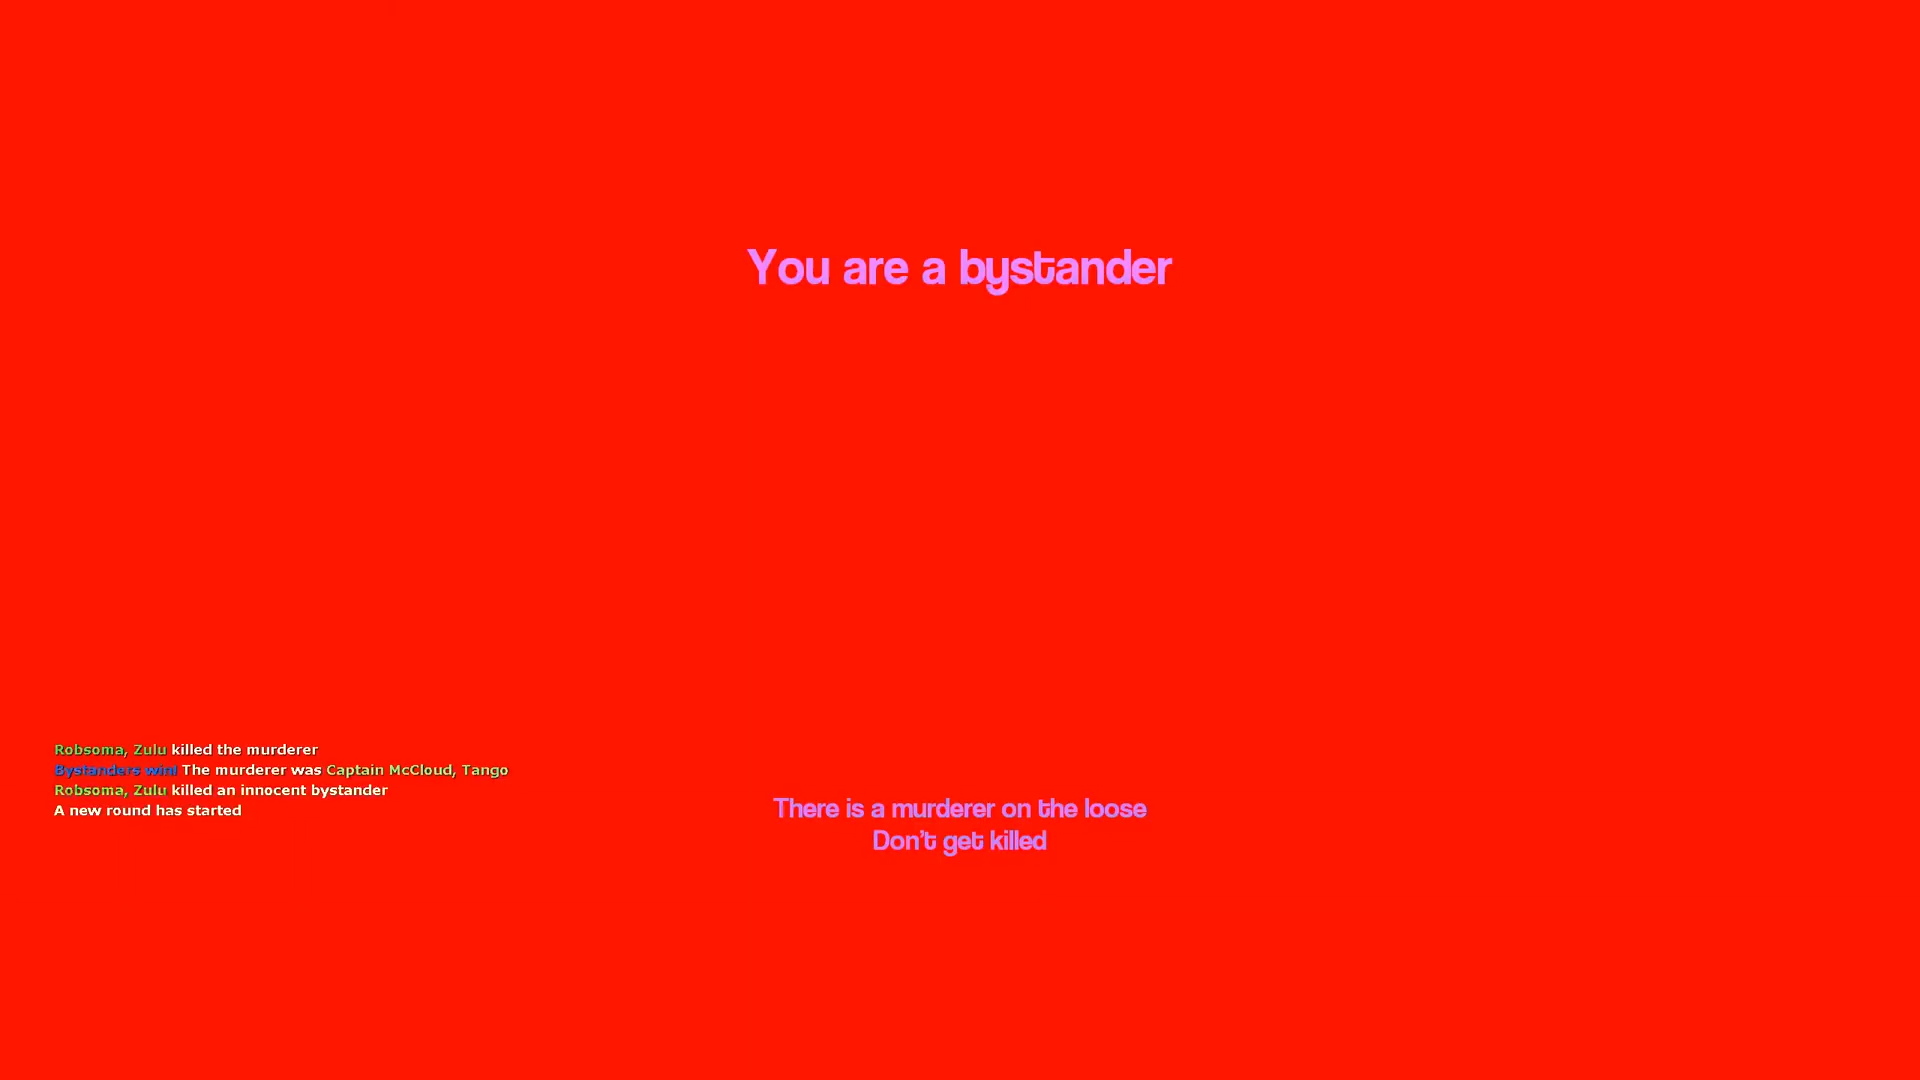 You are a bystander
Robsoma, Zulu killed the murderer
Bystanders win! The murderer was Captain McCloud, Tango
Robsoma, Zulu killed an innocent bystander
A new round has started
There is a murderer on the loose
Don't get killed